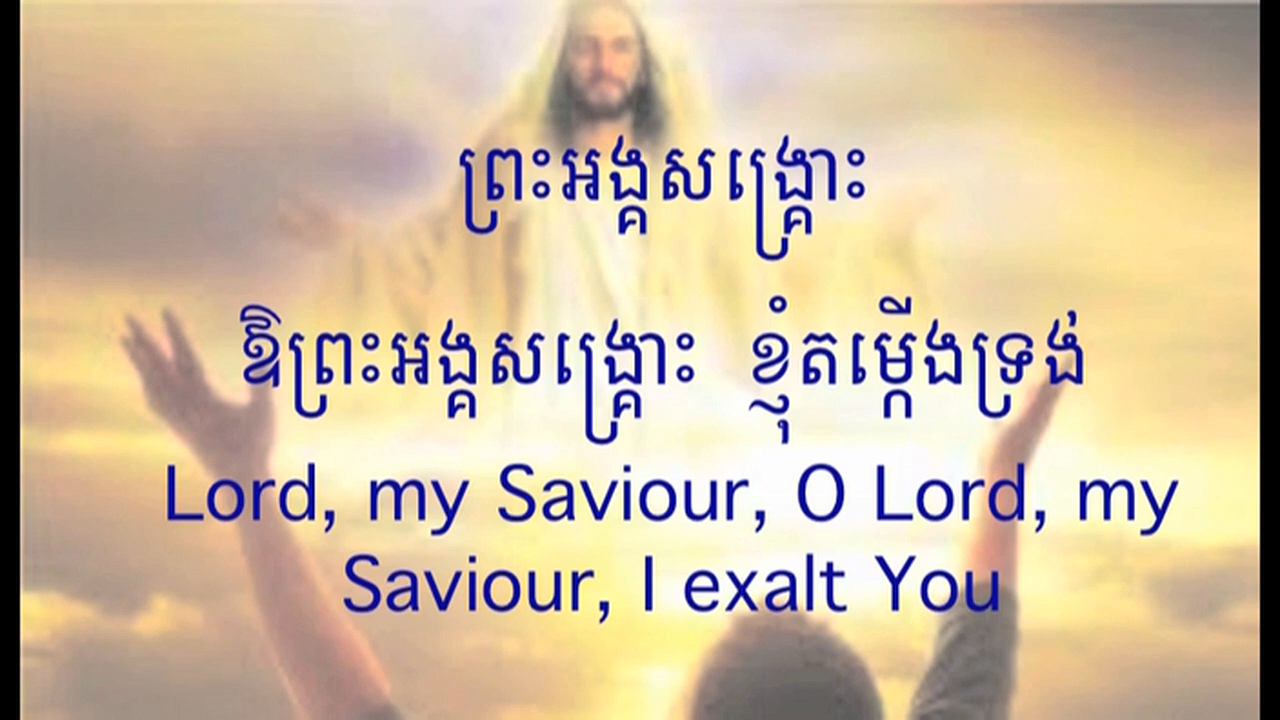 ព្រះអង្គសង្គ្រោះ
ឱព្រះអង្គសង្គ្រោះ ខ្ញុំតម្កើងទ្រង់
Lord, my Saviour, O Lord, my
Saviour, I exalt You